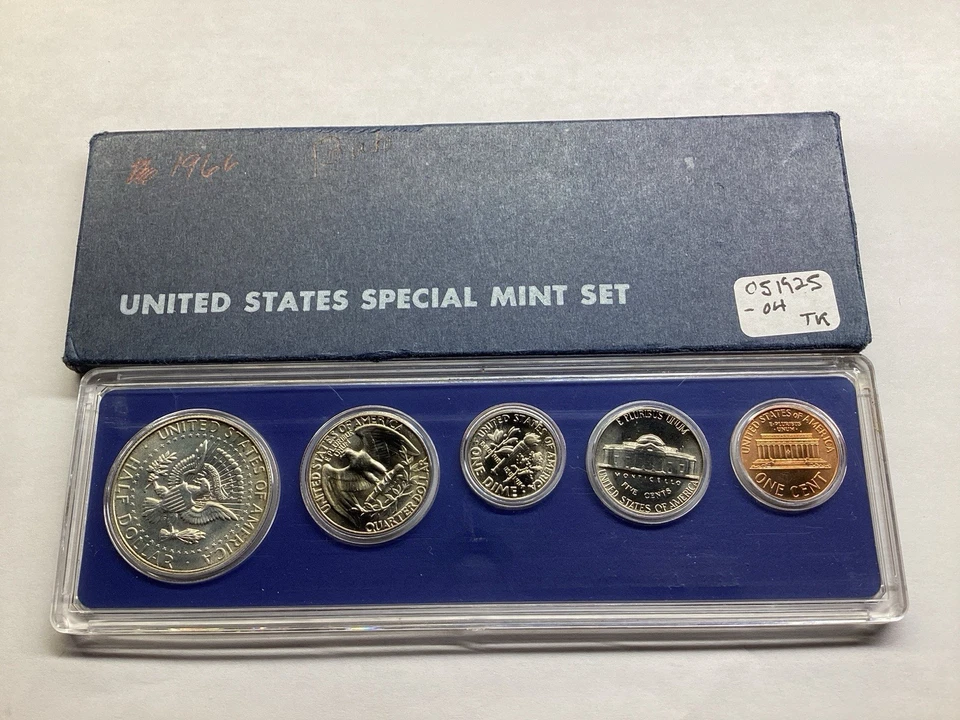 1966
UNITED STATES SPECIAL MINT SET
051925
- 04
TK
UNITED STATES OF AMERICA
HALF DOLLAR
UNITED STATES OF AMERICA
E PLURIBUS UNUM
QUARTER DOLLAR
UNITED STATES OF AMERICA
ONE DIME
E PLURIBUS UNUM
MONTICELLO
FIVE CENTS
UNITED STATES OF AMERICA
UNITED STATES OF AMERICA
E·PLURIBUS
·UNUM·
ONE CENT